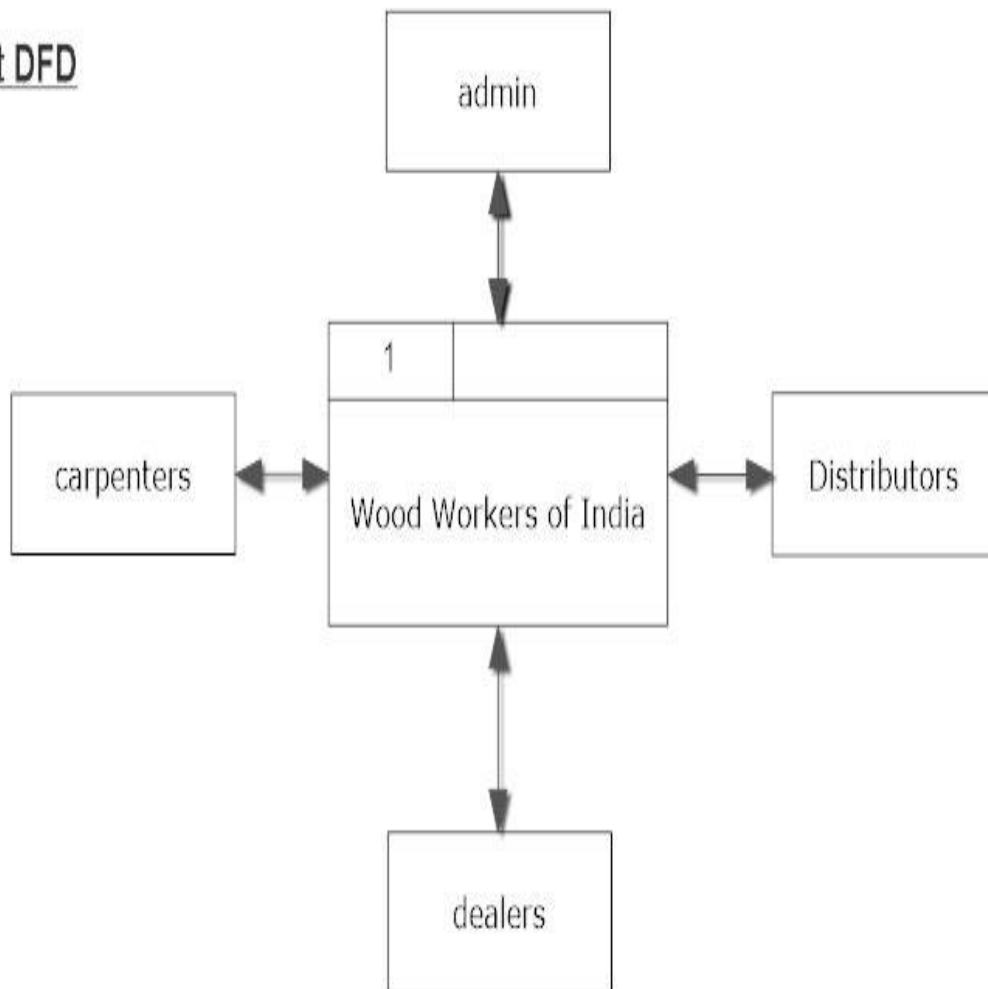 DFD
admin
1
carpenters
Wood Workers of India
Distributors
dealers